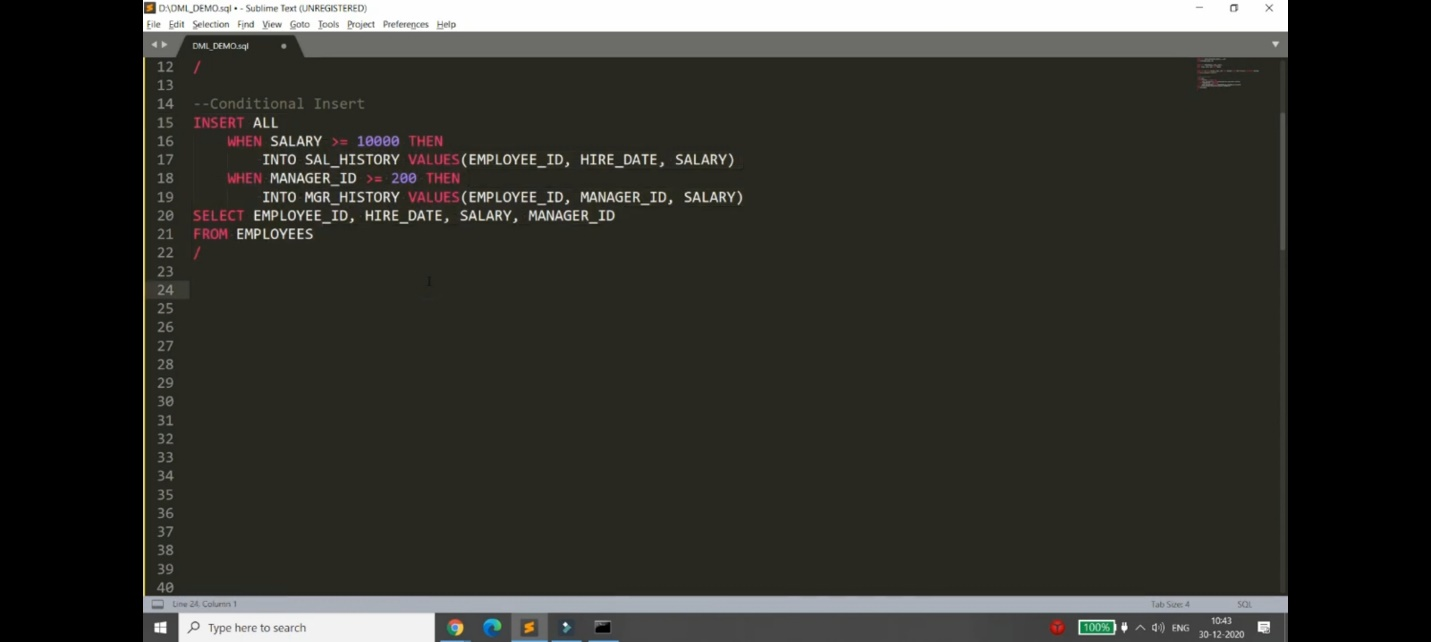 D:\DML_DEMO.sql • - Sublime Text (UNREGISTERED)
File Edit Selection Find View Goto Tools Project Preferences Help
DML_DEMO.sql
12 /
13
14 --Conditional Insert
15 INSERT ALL
16 WHEN SALARY >= 10000 THEN
17 INTO SAL_HISTORY VALUES(EMPLOYEE_ID, HIRE_DATE, SALARY)
18 WHEN MANAGER_ID >= 200 THEN
19 INTO MGR_HISTORY VALUES(EMPLOYEE_ID, MANAGER_ID, SALARY)
20 SELECT EMPLOYEE_ID, HIRE_DATE, SALARY, MANAGER_ID
21 FROM EMPLOYEES
22 /
23
24
25
26
27
28
29
30
31
32
33
34
35
36
37
38
39
40
Line 24, Column 1 Tab Size: 4 SQL
Type here to search 100% ENG 10:43
30-12-2020